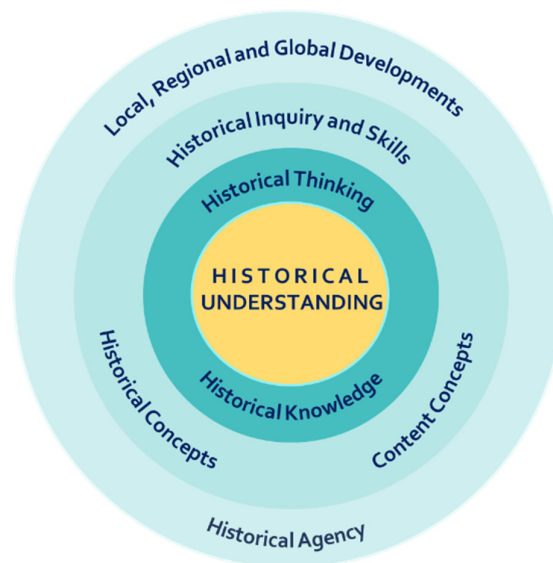 Local, Regional and Global Developments
Historical Inquiry and Skills
Historical Thinking
HISTORICAL
UNDERSTANDING
Historical Knowledge
Historical Concepts
Content Concepts
Historical Agency